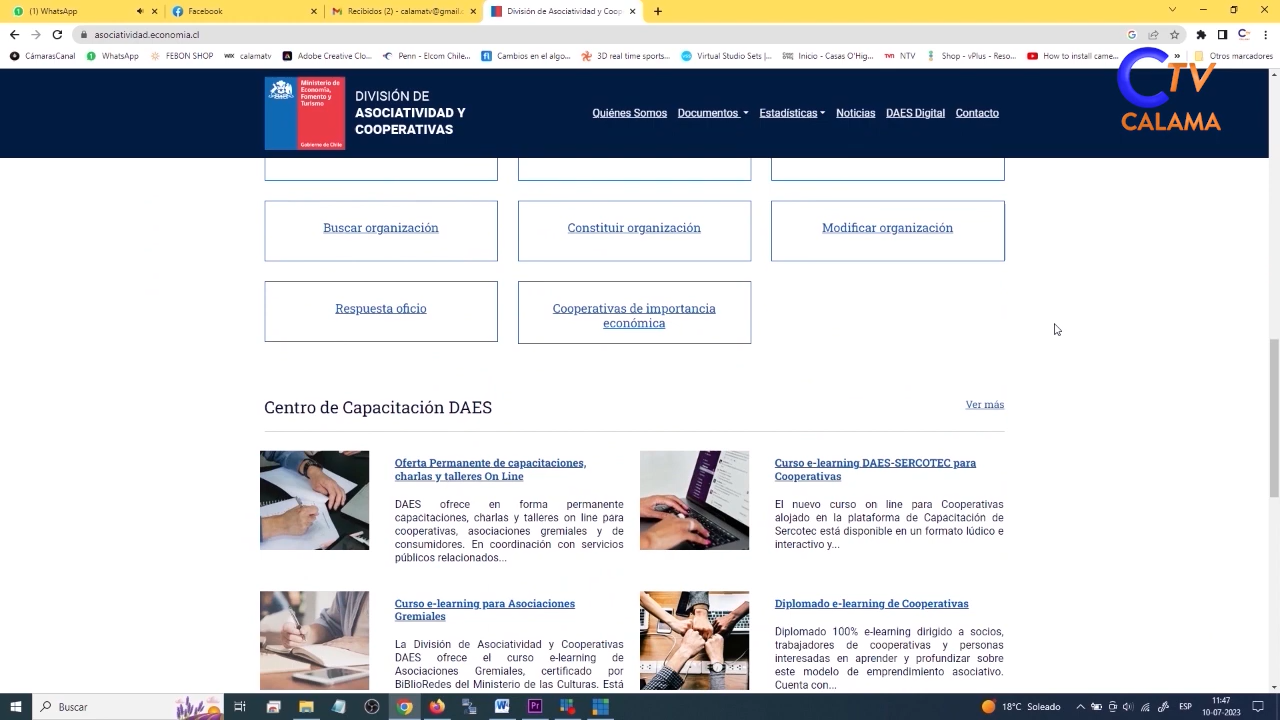 (1) WhatsApp
Facebook
Chile
Asociatividad.Econo
asociatividad.economia.cl
CámarasCanal
WhatsApp
FEBON SHOP
calamatv
Adobe Creative Clou...
Penn - Elcom - The...
Cambios en el algo...
3D real time sports...
Virtual Studio Sets |...
Inicio - Casas O'Hig...
NTV
Shop - vPlus - Reso...
How to install came...
»
Otros marcadores
CTV
CALAMA
Ministerio de
Economía,
Fomento y
Turismo
Gobierno de Chile
DIVISIÓN DE
ASOCIATIVIDAD Y
COOPERATIVAS
Quiénes Somos
Documentos
Estadísticas
Noticias
DAES Digital
Contacto
Buscar organización
Constituir organización
Modificar organización
Respuesta oficio
Cooperativas de importancia
económica
Centro de Capacitación DAES
Ver más
Oferta Permanente de capacitaciones,
charlas y talleres On Line
DAES ofrece en forma permanente
capacitaciones, charlas y talleres on line para
cooperativas, asociaciones gremiales y de
consumidores. En coordinación con servicios
públicos relacionados...
Curso e-learning DAES-SERCOTEC para
Cooperativas
El nuevo curso on line para Cooperativas
alojado en la plataforma de Capacitación de
Sercotec está disponible en un formato lúdico e
interactivo y...
Curso e-learning para Asociaciones
Gremiales
La División de Asociatividad y Cooperativas
DAES ofrece el curso e-learning de
Asociaciones Gremiales, certificado por
BiBlioRedes del Ministerio de las Culturas. Está
Diplomado e-learning de Cooperativas
Diplomado 100% e-learning dirigido a socios,
trabajadores de cooperativas y personas
interesadas en aprender y profundizar sobre
este modelo de emprendimiento asociativo.
Cuenta con...
Buscar
18°C Soleado
ESP
11:47
10-07-2023